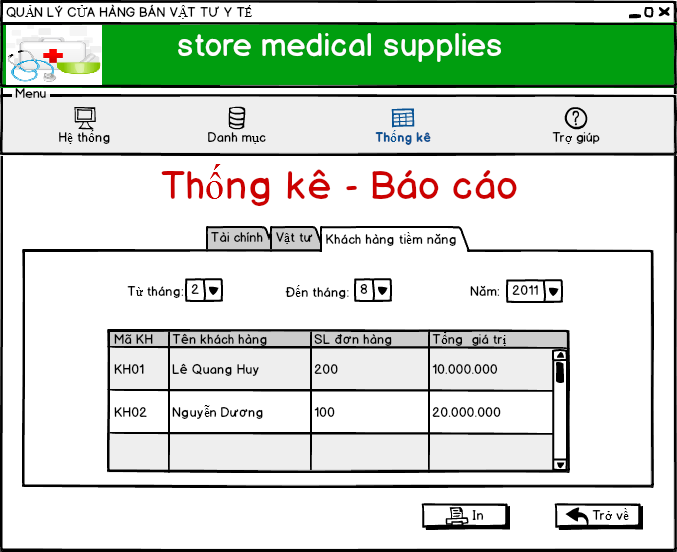 QUẢN LÝ CỬA HÀNG BÁN VẬT TƯ Y TẾ
store medical supplies
Menu
Hệ thống Danh mục Thống kê Trợ giúp
Thống kê - Báo cáo
Tài chính Vật tư Khách hàng tiềm năng
Từ tháng: 2 Đến tháng: 8 Năm: 2011
Mã KH Tên khách hàng SL đơn hàng Tổng giá trị
KH01 Lê Quang Huy 200 10.000.000
KH02 Nguyễn Dương 100 20.000.000
In Trở về